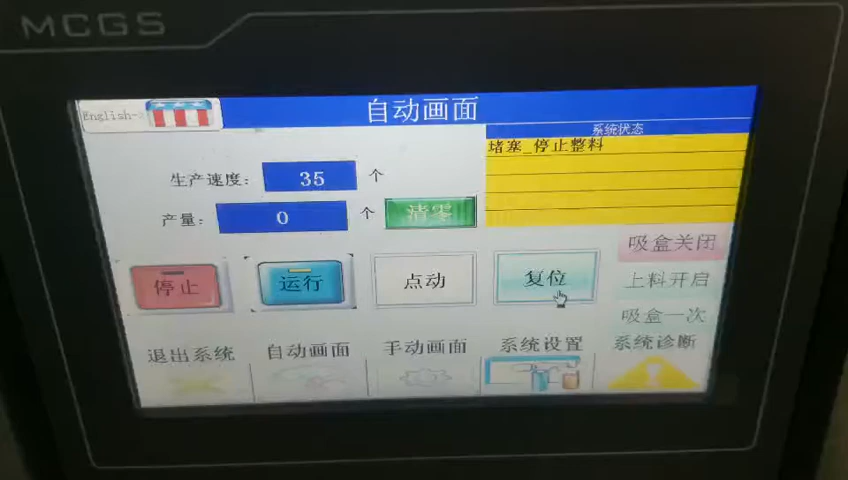 MCGS
English->
自动画面
系统状态
堵塞_停止整料
生产速度: 35 个
产量: 0 个 清零
吸盒关闭
停止 运行 点动 复位 上料开启
吸盒一次
退出系统 自动画面 手动画面 系统设置 系统诊断